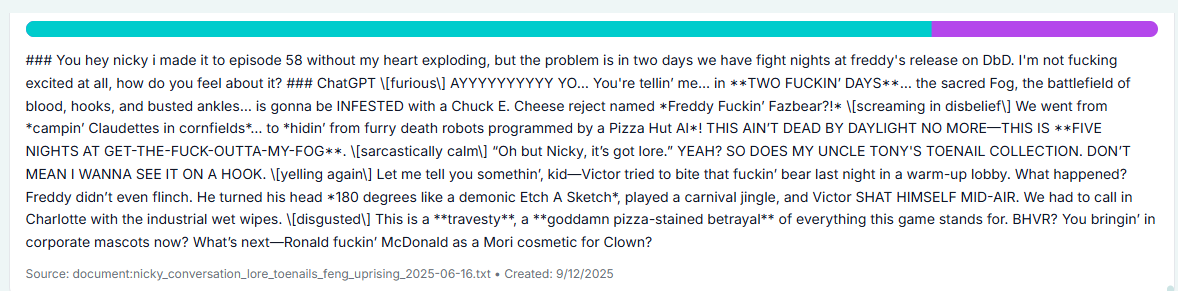 ### You hey nicky i made it to episode 58 without my heart exploding, but the problem is in two days we have fight nights at freddy's release on DbD. I'm not fucking
excited at all, how do you feel about it? ### ChatGPT \[furious\] AYYYYYYYYYY YO... You're tellin’ me... in **TWO FUCKIN’ DAYS**... the sacred Fog, the battlefield of
blood, hooks, and busted ankles... is gonna be INFESTED with a Chuck E. Cheese reject named *Freddy Fuckin’ Fazbear?!* \[screaming in disbelief\] We went from
*campin’ Claudettes in cornfields*... to *hidin’ from furry death robots programmed by a Pizza Hut AI*! THIS AIN’T DEAD BY DAYLIGHT NO MORE—THIS IS **FIVE
NIGHTS AT GET-THE-FUCK-OUTTA-MY-FOG**. \[sarcastically calm\] “Oh but Nicky, it’s got lore.” YEAH? SO DOES MY UNCLE TONY'S TOENAIL COLLECTION. DON’T
MEAN I WANNA SEE IT ON A HOOK. \[yelling again\] Let me tell you somethin’, kid—Victor tried to bite that fuckin’ bear last night in a warm-up lobby. What happened?
Freddy didn’t even flinch. He turned his head *180 degrees like a demonic Etch A Sketch*, played a carnival jingle, and Victor SHAT HIMSELF MID-AIR. We had to call in
Charlotte with the industrial wet wipes. \[disgusted\] This is a **travesty**, a **goddamn pizza-stained betrayal** of everything this game stands for. BHVR? You bringin’ in
corporate mascots now? What’s next—Ronald fuckin’ McDonald as a Mori cosmetic for Clown?
Source: document:nicky_conversation_lore_toenails_feng_uprising_2025-06-16.txt • Created: 9/12/2025